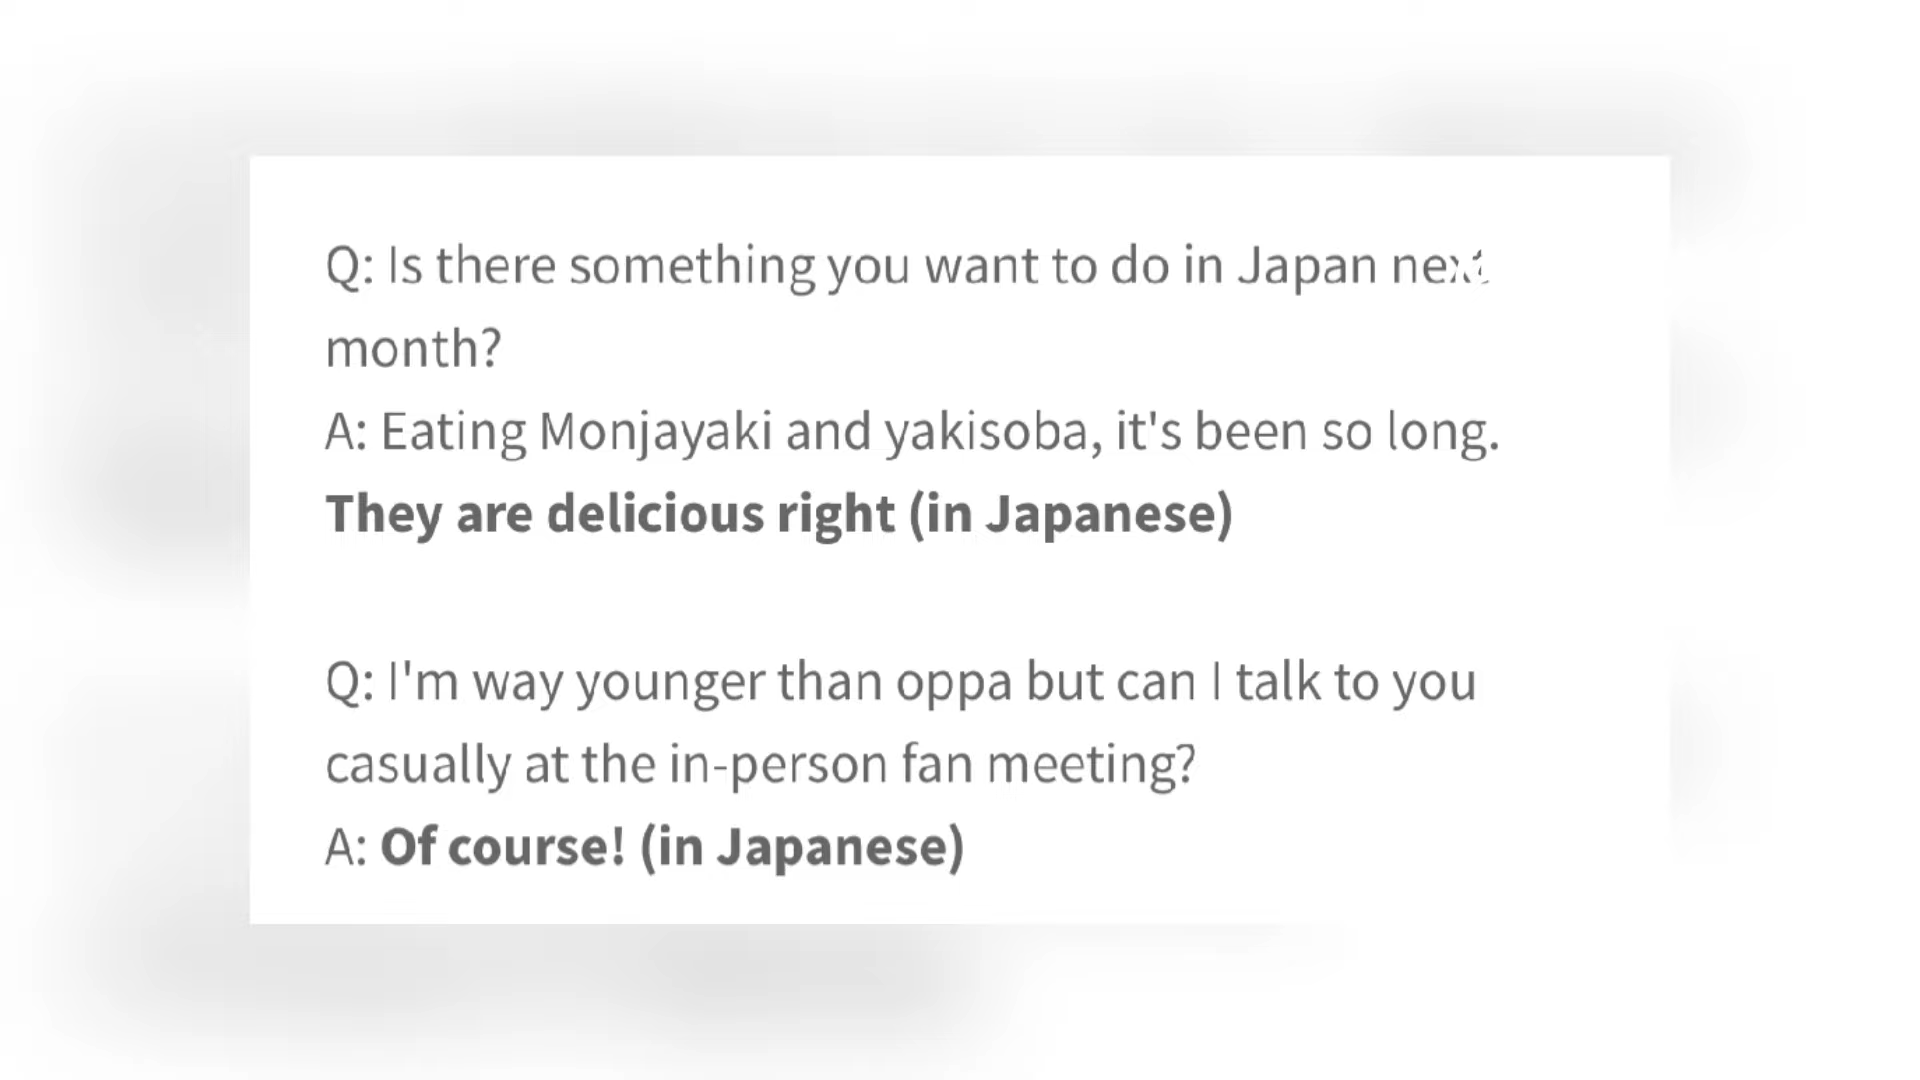 Q: Is there something you want to do in Japan next
month?
A: Eating Monjayaki and yakisoba, it's been so long.
They are delicious right (in Japanese)
Q: I'm way younger than oppa but can I talk to you
casually at the in-person fan meeting?
A: Of course! (in Japanese)